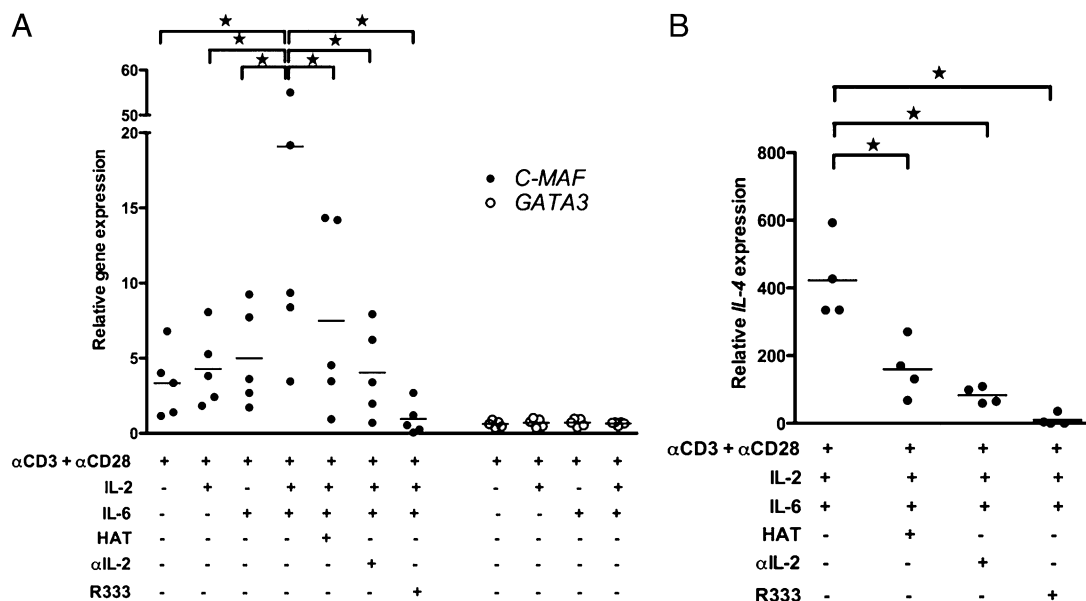 A
B
60
50
20
15
10
5
0
Relative gene expression
C-MAF
GATA3
αCD3 + αCD28 + + + + + + + + + + +
IL-2 - + - + + + + - + - +
IL-6 - - + + + + + - - + +
HAT - - - - + - - - - - -
αIL-2 - - - - - + - - - - -
R333 - - - - - - + - - - -
800
600
400
200
0
Relative IL-4 expression
αCD3 + αCD28 + + + +
IL-2 + + + +
IL-6 + + + +
HAT - + - -
αIL-2 - - + -
R333 - - - +